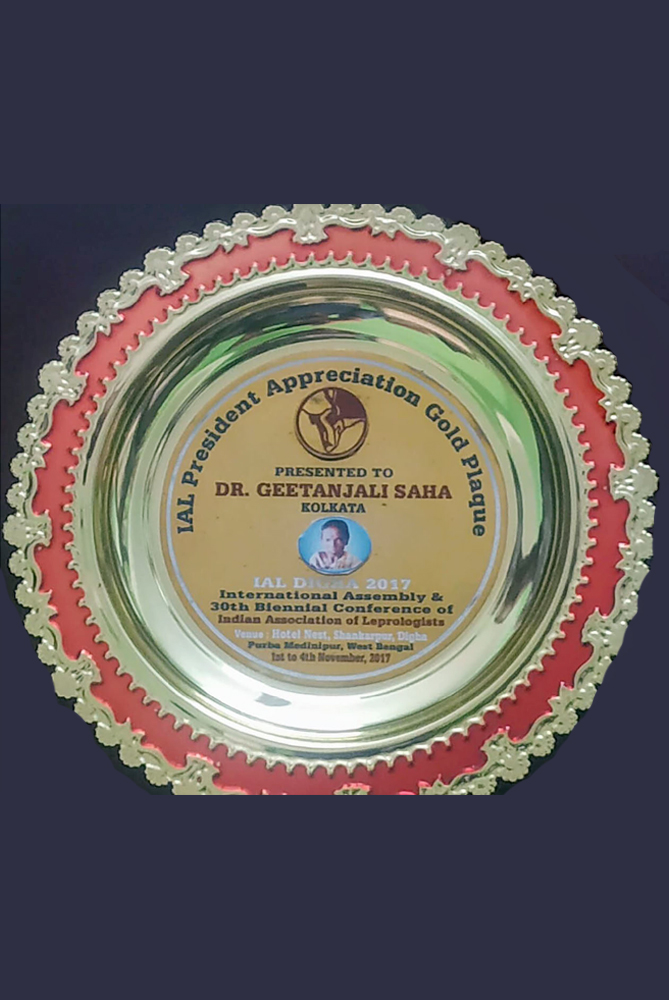 IAL President Appreciation Gold Plaque
PRESENTED TO
DR. GEETANJALI SAHA
KOLKATA
IAL DIGHA 2017
International Assembly &
30th Biennial Conference of
Indian Association of Leprologists
Venue : Hotel Nest, Shankarpur, Digha
Purba Medinipur, West Bengal
1st to 4th November, 2017